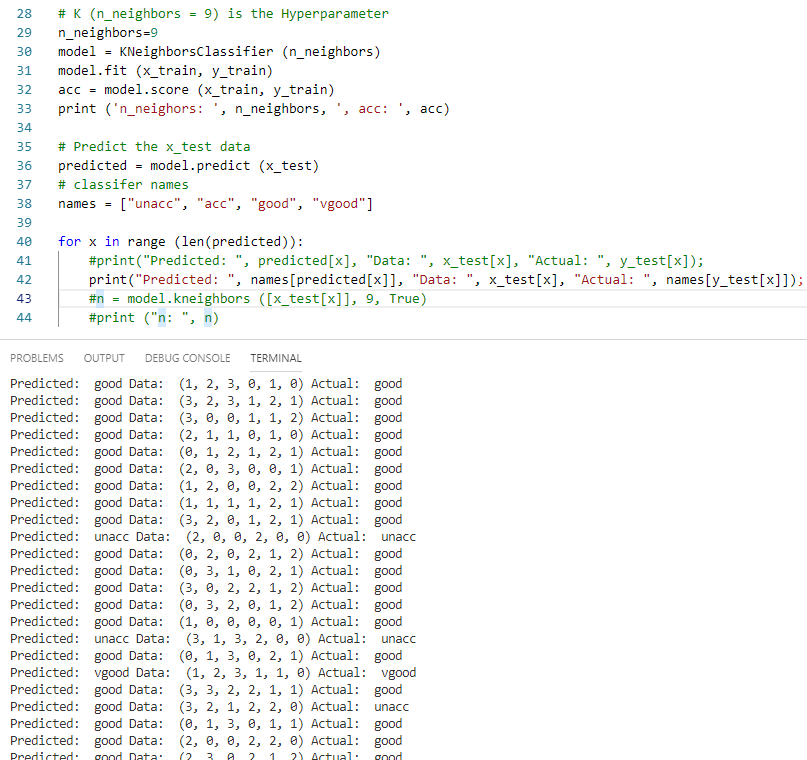 28 # K (n_neighbors = 9) is the Hyperparameter
29 n_neighbors=9
30 model = KNeighborsClassifier (n_neighbors)
31 model.fit (x_train, y_train)
32 acc = model.score (x_train, y_train)
33 print ('n_neighors: ', n_neighbors, ', acc: ', acc)
34
35 # Predict the x_test data
36 predicted = model.predict (x_test)
37 # classifer names
38 names = ["unacc", "acc", "good", "vgood"]
39
40 for x in range (len(predicted)):
41 #print("Predicted: ", predicted[x], "Data: ", x_test[x], "Actual: ", y_test[x]);
42 print("Predicted: ", names[predicted[x]], "Data: ", x_test[x], "Actual: ", names[y_test[x]]);
43 #n = model.kneighbors ([x_test[x]], 9, True)
44 #print ("n: ", n)
PROBLEMS OUTPUT DEBUG CONSOLE TERMINAL
Predicted: good Data: (1, 2, 3, 0, 1, 0) Actual: good
Predicted: good Data: (3, 2, 3, 1, 2, 1) Actual: good
Predicted: good Data: (3, 0, 0, 1, 1, 2) Actual: good
Predicted: good Data: (2, 1, 1, 0, 1, 0) Actual: good
Predicted: good Data: (0, 1, 2, 1, 2, 1) Actual: good
Predicted: good Data: (2, 0, 3, 0, 0, 1) Actual: good
Predicted: good Data: (1, 2, 0, 0, 2, 2) Actual: good
Predicted: good Data: (1, 1, 1, 1, 2, 1) Actual: good
Predicted: good Data: (3, 2, 0, 1, 2, 1) Actual: good
Predicted: unacc Data: (2, 0, 0, 2, 0, 0) Actual: unacc
Predicted: good Data: (0, 2, 0, 2, 1, 2) Actual: good
Predicted: good Data: (0, 3, 1, 0, 2, 1) Actual: good
Predicted: good Data: (3, 0, 2, 2, 1, 2) Actual: good
Predicted: good Data: (0, 3, 2, 0, 1, 2) Actual: good
Predicted: good Data: (1, 0, 0, 0, 0, 1) Actual: good
Predicted: unacc Data: (3, 1, 3, 2, 0, 0) Actual: unacc
Predicted: good Data: (0, 1, 3, 0, 2, 1) Actual: good
Predicted: vgood Data: (1, 2, 3, 1, 1, 0) Actual: vgood
Predicted: good Data: (3, 3, 2, 2, 1, 1) Actual: good
Predicted: good Data: (3, 2, 1, 2, 2, 0) Actual: unacc
Predicted: good Data: (0, 1, 3, 0, 1, 1) Actual: good
Predicted: good Data: (2, 0, 0, 2, 2, 0) Actual: good
Predicted: good Data: (2, 3, 0, 2, 1, 2) Actual: good